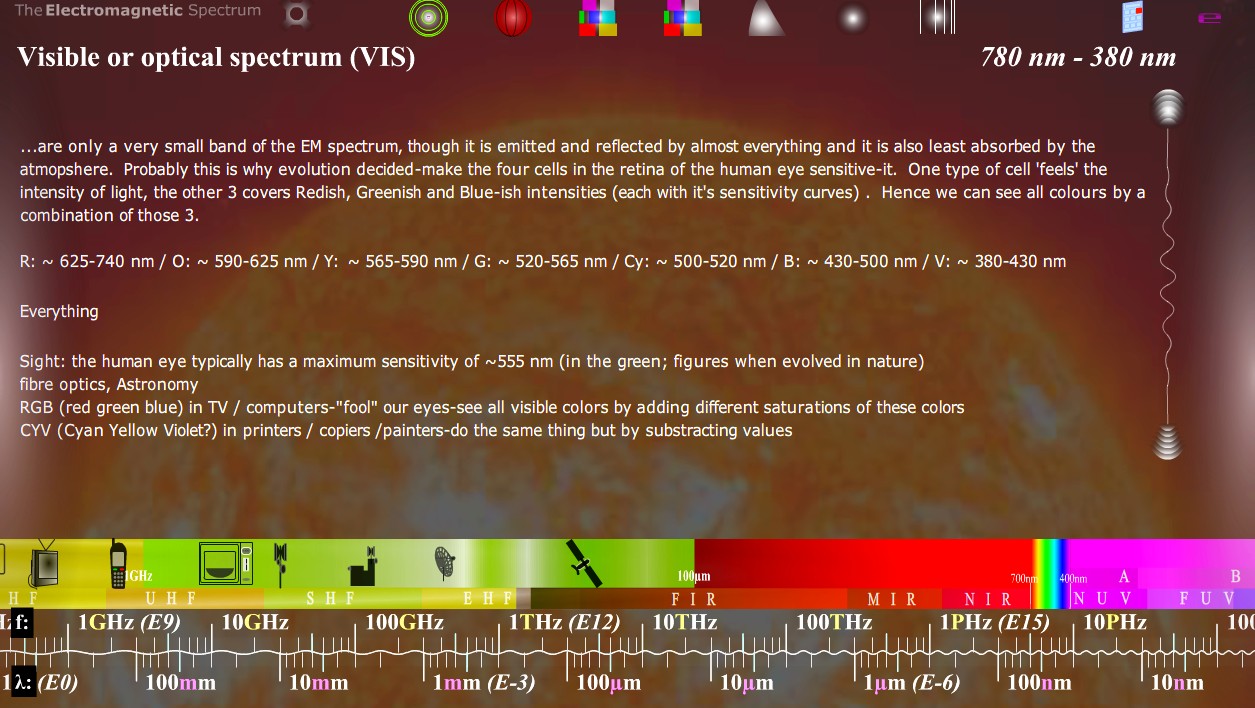 The Electromagnetic Spectrum
Visible or optical spectrum (VIS)
780 nm - 380 nm
...are only a very small band of the EM spectrum, though it is emitted and reflected by almost everything and it is also least absorbed by the
atmopshere. Probably this is why evolution decided-make the four cells in the retina of the human eye sensitive-it. One type of cell 'feels' the
intensity of light, the other 3 covers Redish, Greenish and Blue-ish intensities (each with it's sensitivity curves) . Hence we can see all colours by a
combination of those 3.
R: ~ 625-740 nm / O: ~ 590-625 nm / Y: ~ 565-590 nm / G: ~ 520-565 nm / Cy: ~ 500-520 nm / B: ~ 430-500 nm / V: ~ 380-430 nm
Everything
Sight: the human eye typically has a maximum sensitivity of ~555 nm (in the green; figures when evolved in nature)
fibre optics, Astronomy
RGB (red green blue) in TV / computers-"fool" our eyes-see all visible colors by adding different saturations of these colors
CYV (Cyan Yellow Violet?) in printers / copiers /painters-do the same thing but by substracting values
1GHz 100µm 700nm 400nm A B
H F U H F S H F E H F F I R M I R N I R N U V F U V
f: 1GHz (E9) 10GHz 100GHz 1THz (E12) 10THz 100THz 1PHz (E15) 10PHz 100
1 λ: (E0) 100mm 10mm 1mm (E-3) 100µm 10µm 1µm (E-6) 100nm 10nm